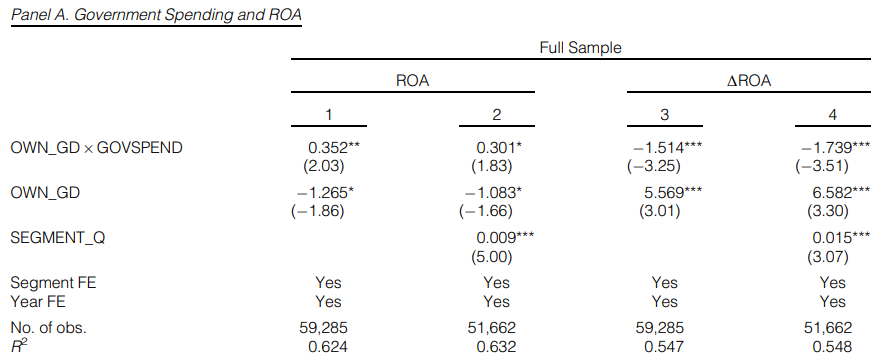 Panel A. Government Spending and ROA
Full Sample
ROA ΔROA
1 2 3 4
OWN_GD × GOVSPEND 0.352** 0.301* −1.514*** −1.739***
(2.03) (1.83) (−3.25) (−3.51)
OWN_GD −1.265* −1.083* 5.569*** 6.582***
(−1.86) (−1.66) (3.01) (3.30)
SEGMENT_Q 0.009*** 0.015***
(5.00) (3.07)
Segment FE Yes Yes Yes Yes
Year FE Yes Yes Yes Yes
No. of obs. 59,285 51,662 59,285 51,662
R² 0.624 0.632 0.547 0.548